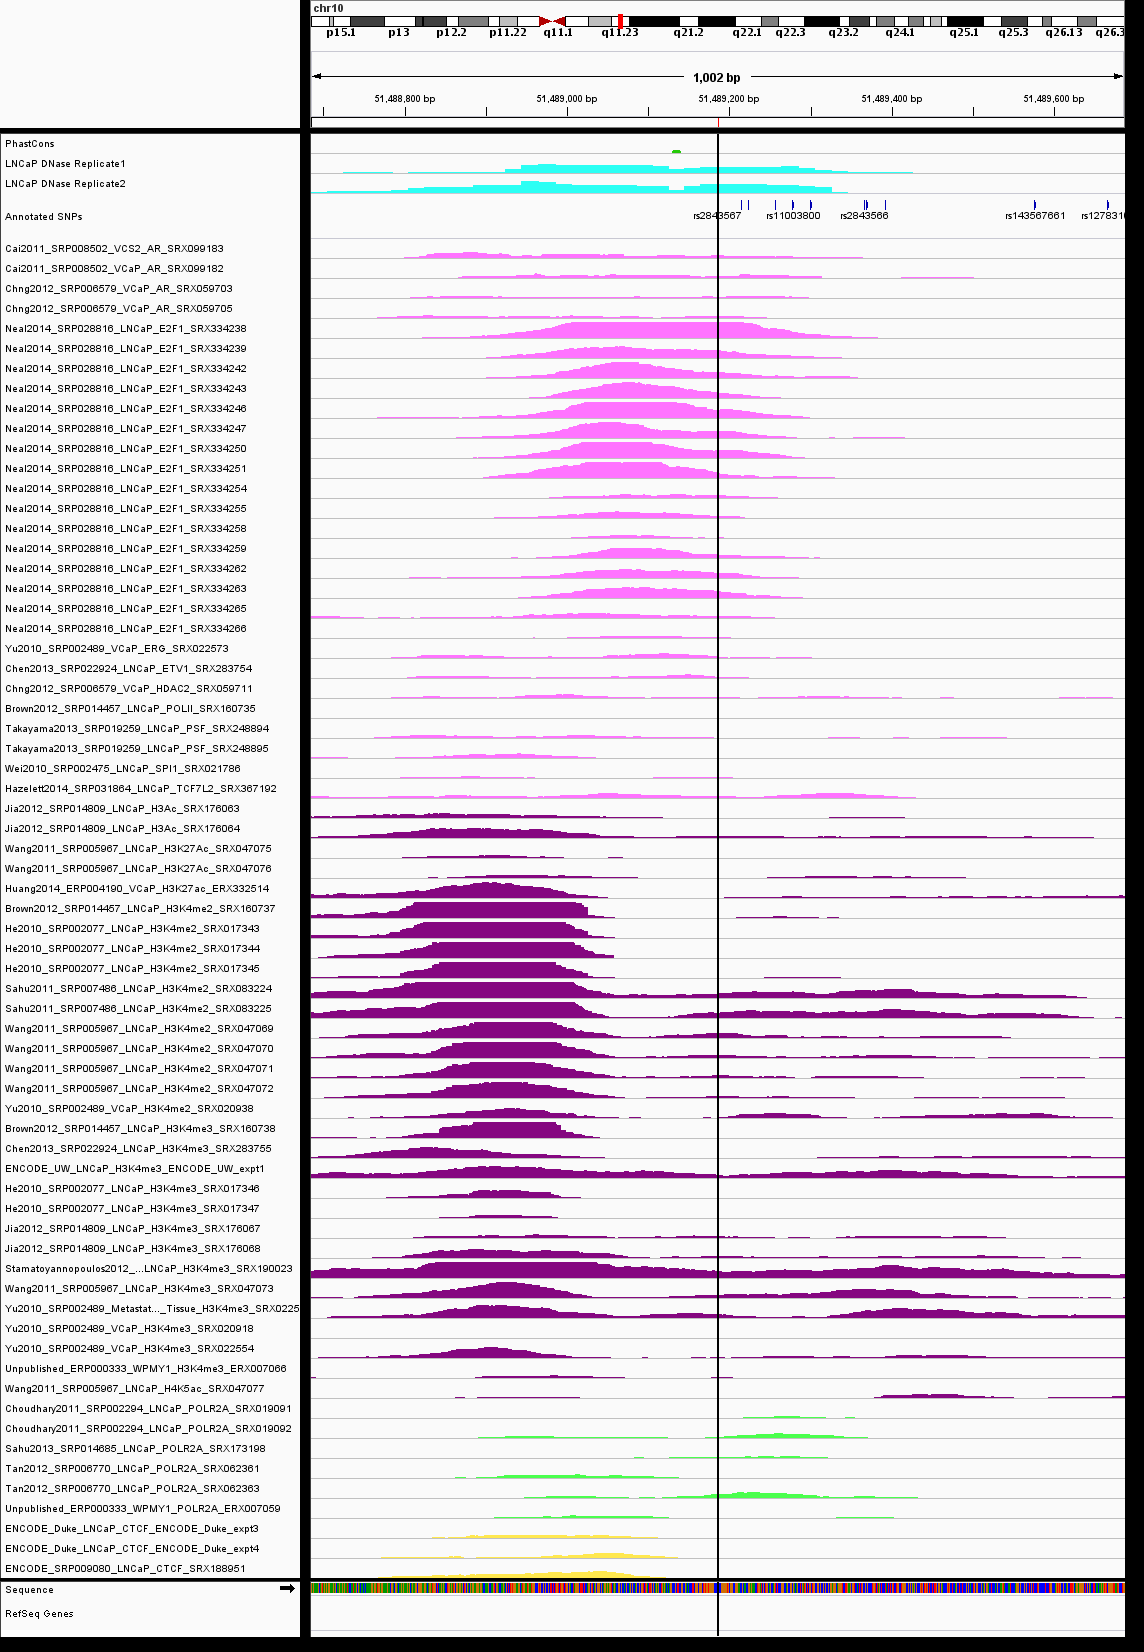 chr10
p15.1 p13 p12.2 p11.22 q11.1 q11.23 q21.2 q22.1 q22.3 q23.2 q24.1 q25.1 q25.3 q26.13 q26.3
1,002 bp
51,488,800 bp 51,489,000 bp 51,489,200 bp 51,489,400 bp 51,489,600 bp
PhastCons
LNCaP DNase Replicate1
LNCaP DNase Replicate2
Annotated SNPs
rs2843567 rs11003800 rs2843566 rs143567661 rs1278310
Cai2011_SRP008502_VCS2_AR_SRX099183
Cai2011_SRP008502_VCaP_AR_SRX099182
Chng2012_SRP006579_VCaP_AR_SRX059703
Chng2012_SRP006579_VCaP_AR_SRX059705
Neal2014_SRP028816_LNCaP_E2F1_SRX334238
Neal2014_SRP028816_LNCaP_E2F1_SRX334239
Neal2014_SRP028816_LNCaP_E2F1_SRX334242
Neal2014_SRP028816_LNCaP_E2F1_SRX334243
Neal2014_SRP028816_LNCaP_E2F1_SRX334246
Neal2014_SRP028816_LNCaP_E2F1_SRX334247
Neal2014_SRP028816_LNCaP_E2F1_SRX334250
Neal2014_SRP028816_LNCaP_E2F1_SRX334251
Neal2014_SRP028816_LNCaP_E2F1_SRX334254
Neal2014_SRP028816_LNCaP_E2F1_SRX334255
Neal2014_SRP028816_LNCaP_E2F1_SRX334258
Neal2014_SRP028816_LNCaP_E2F1_SRX334259
Neal2014_SRP028816_LNCaP_E2F1_SRX334262
Neal2014_SRP028816_LNCaP_E2F1_SRX334263
Neal2014_SRP028816_LNCaP_E2F1_SRX334265
Neal2014_SRP028816_LNCaP_E2F1_SRX334266
Yu2010_SRP002489_VCaP_ERG_SRX022573
Chen2013_SRP022924_LNCaP_ETV1_SRX283754
Chng2012_SRP006579_VCaP_HDAC2_SRX059711
Brown2012_SRP014457_LNCaP_POLII_SRX160735
Takayama2013_SRP019259_LNCaP_PSF_SRX248894
Takayama2013_SRP019259_LNCaP_PSF_SRX248895
Wei2010_SRP002475_LNCaP_SPI1_SRX021786
Hazelett2014_SRP031864_LNCaP_TCF7L2_SRX367192
Jia2012_SRP014809_LNCaP_H3Ac_SRX176063
Jia2012_SRP014809_LNCaP_H3Ac_SRX176064
Wang2011_SRP005967_LNCaP_H3K27Ac_SRX047075
Wang2011_SRP005967_LNCaP_H3K27Ac_SRX047076
Huang2014_ERP004190_VCaP_H3K27ac_ERX332514
Brown2012_SRP014457_LNCaP_H3K4me2_SRX160737
He2010_SRP002077_LNCaP_H3K4me2_SRX017343
He2010_SRP002077_LNCaP_H3K4me2_SRX017344
He2010_SRP002077_LNCaP_H3K4me2_SRX017345
Sahu2011_SRP007486_LNCaP_H3K4me2_SRX083224
Sahu2011_SRP007486_LNCaP_H3K4me2_SRX083225
Wang2011_SRP005967_LNCaP_H3K4me2_SRX047069
Wang2011_SRP005967_LNCaP_H3K4me2_SRX047070
Wang2011_SRP005967_LNCaP_H3K4me2_SRX047071
Wang2011_SRP005967_LNCaP_H3K4me2_SRX047072
Yu2010_SRP002489_VCaP_H3K4me2_SRX020938
Brown2012_SRP014457_LNCaP_H3K4me3_SRX160738
Chen2013_SRP022924_LNCaP_H3K4me3_SRX283755
ENCODE_UW_LNCaP_H3K4me3_ENCODE_UW_expt1
He2010_SRP002077_LNCaP_H3K4me3_SRX017346
He2010_SRP002077_LNCaP_H3K4me3_SRX017347
Jia2012_SRP014809_LNCaP_H3K4me3_SRX176067
Jia2012_SRP014809_LNCaP_H3K4me3_SRX176068
Stamatoyannopoulos2012_...LNCaP_H3K4me3_SRX190023
Wang2011_SRP005967_LNCaP_H3K4me3_SRX047073
Yu2010_SRP002489_Metastat..._Tissue_H3K4me3_SRX0225
Yu2010_SRP002489_VCaP_H3K4me3_SRX020918
Yu2010_SRP002489_VCaP_H3K4me3_SRX022554
Unpublished_ERP000333_WPMY1_H3K4me3_ERX007066
Wang2011_SRP005967_LNCaP_H4K5ac_SRX047077
Choudhary2011_SRP002294_LNCaP_POLR2A_SRX019091
Choudhary2011_SRP002294_LNCaP_POLR2A_SRX019092
Sahu2013_SRP014685_LNCaP_POLR2A_SRX173198
Tan2012_SRP006770_LNCaP_POLR2A_SRX062361
Tan2012_SRP006770_LNCaP_POLR2A_SRX062363
Unpublished_ERP000333_WPMY1_POLR2A_ERX007059
ENCODE_Duke_LNCaP_CTCF_ENCODE_Duke_expt3
ENCODE_Duke_LNCaP_CTCF_ENCODE_Duke_expt4
ENCODE_SRP009080_LNCaP_CTCF_SRX188951
Sequence
RefSeq Genes